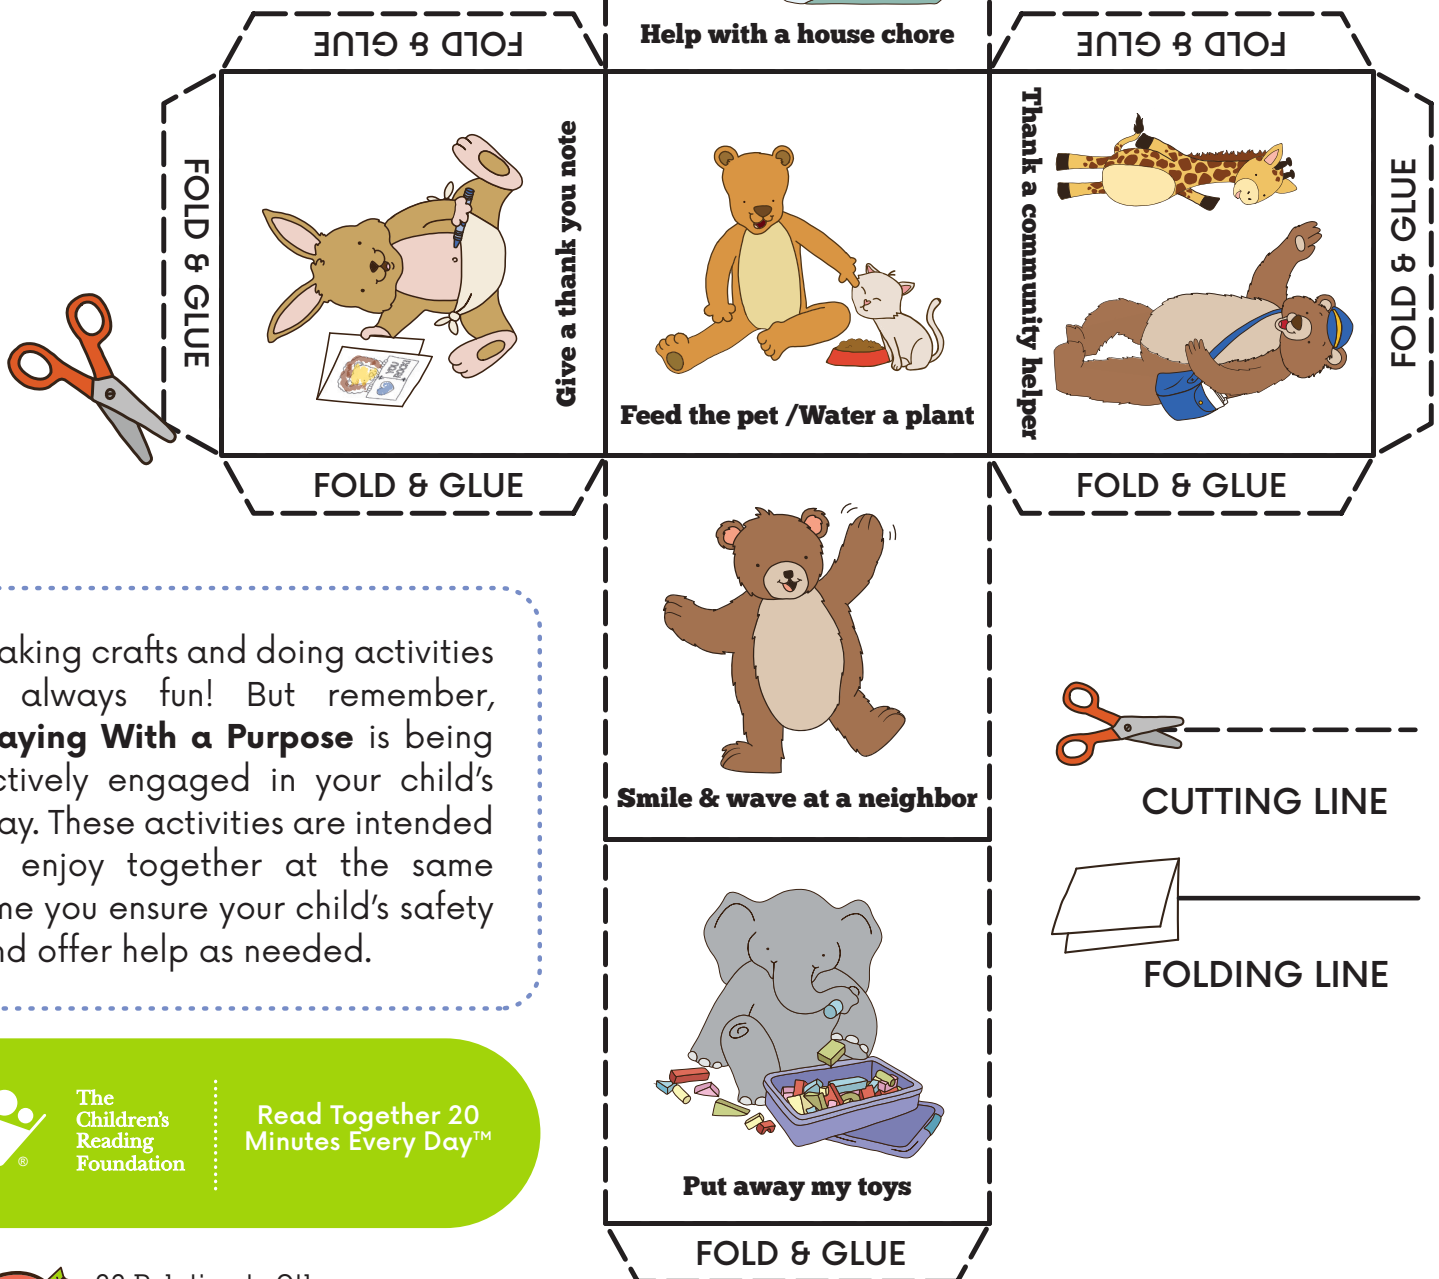 Help with a house chore
FOLD & GLUE
FOLD & GLUE
FOLD & GLUE
Give a thank you note
Feed the pet /Water a plant
Thank a community helper
FOLD & GLUE
FOLD & GLUE
FOLD & GLUE
Smile & wave at a neighbor
aking crafts and doing activities
always fun! But remember,
aying With a Purpose is being
ctively engaged in your child's
ay. These activities are intended
enjoy together at the same
me you ensure your child's safety
nd offer help as needed.
CUTTING LINE
FOLDING LINE
The
Children's
Reading
Foundation
®
Read Together 20
Minutes Every Day™
Put away my toys
FOLD & GLUE